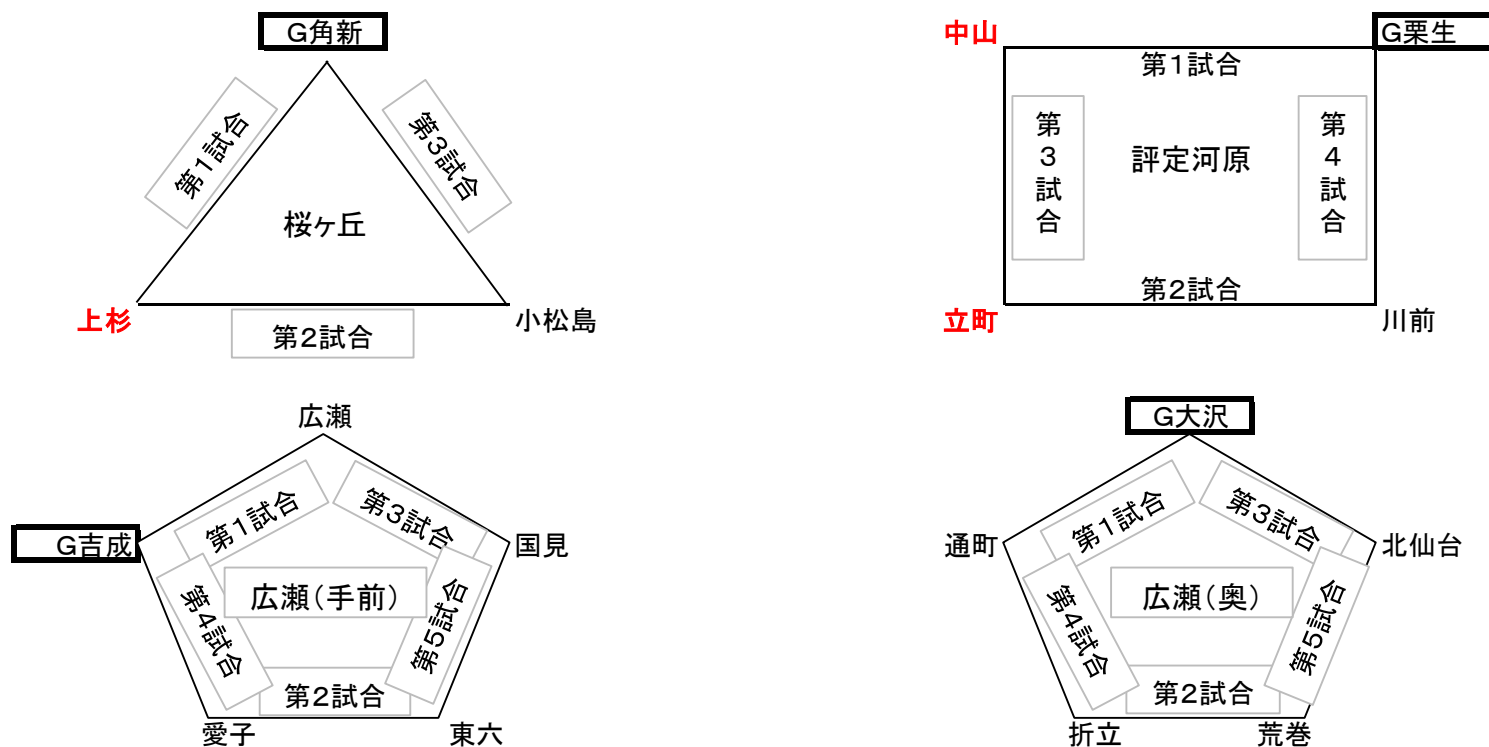 G角新
第1試合
第3試合
桜ヶ丘
上杉
小松島
第2試合
中山
G栗生
第1試合
第3試合
評定河原
第4試合
第2試合
立町
川前
広瀬
第1試合
第3試合
G吉成
国見
広瀬(手前)
第4試合
第5試合
第2試合
愛子
東六
G大沢
第1試合
第3試合
通町
北仙台
広瀬(奥)
第4試合
第5試合
第2試合
折立
荒巻